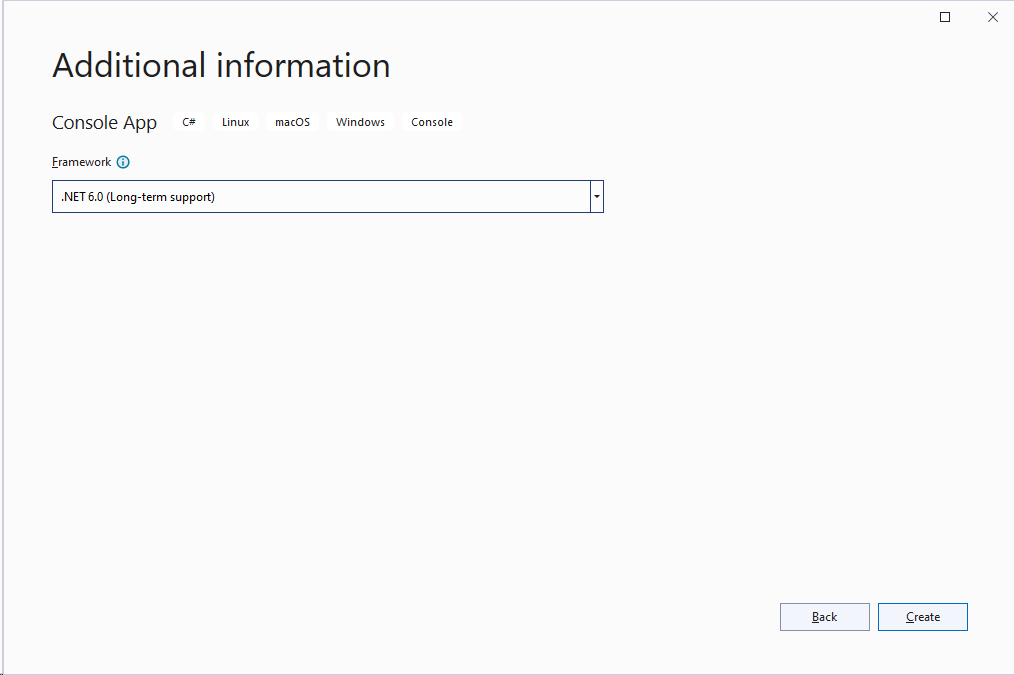 Additional information
Console App C# Linux macOS Windows Console
Framework
.NET 6.0 (Long-term support)
Back Create